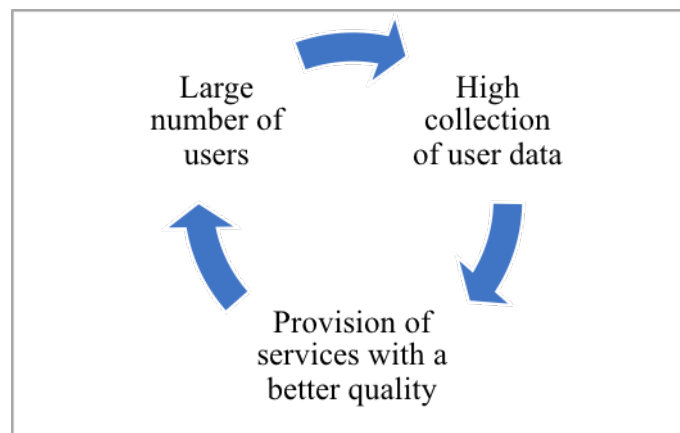 Large
number of
users
High
collection
of user data
Provision of
services with a
better quality